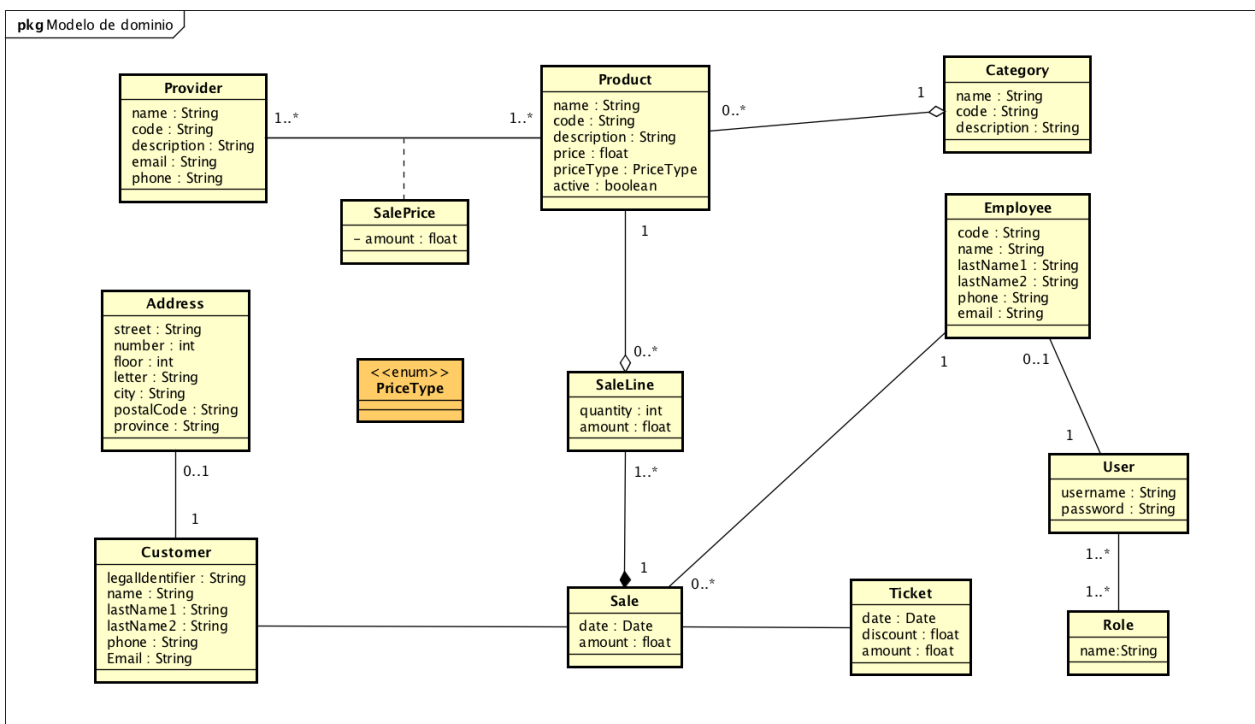 pkg Modelo de dominio
Provider
name : String
code : String
description : String
email : String
phone : String
1..*
1..*
Product
name : String
code : String
description : String
price : float
priceType : PriceType
active : boolean
0..*
1
Category
name : String
code : String
description : String
SalePrice
- amount : float
1
Employee
code : String
name : String
lastName1 : String
lastName2 : String
phone : String
email : String
Address
street : String
number : int
floor : int
letter : String
city : String
postalCode : String
province : String
<<enum>>
PriceType
0..*
SaleLine
quantity : int
amount : float
1
0..1
0..1
1..*
1
User
username : String
password : String
1
Customer
legalIdentifier : String
name : String
lastName1 : String
lastName2 : String
phone : String
Email : String
1
0..*
Sale
date : Date
amount : float
Ticket
date : Date
discount : float
amount : float
1..*
1..*
Role
name:String